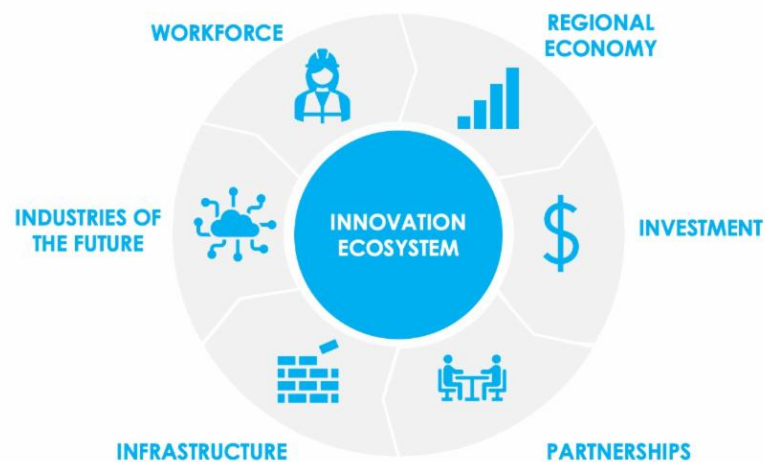 WORKFORCE
REGIONAL
ECONOMY
INDUSTRIES OF
THE FUTURE
INNOVATION
ECOSYSTEM
$
INVESTMENT
INFRASTRUCTURE
PARTNERSHIPS